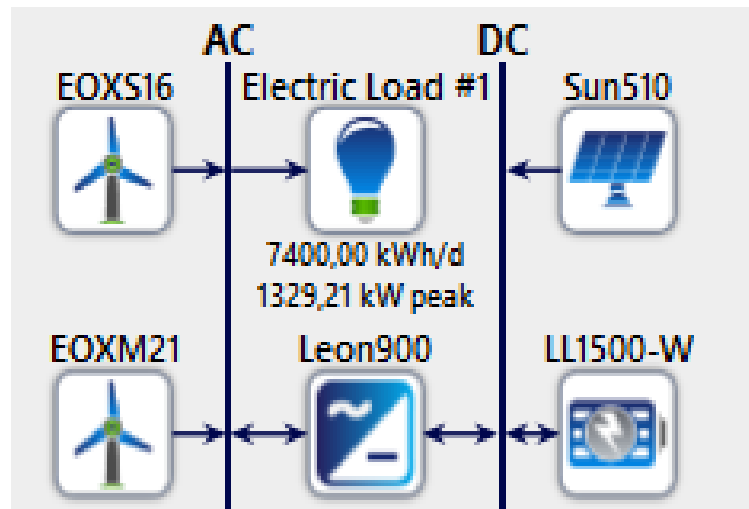 AC DC
EOXS16 Electric Load #1 Sun510
7400,00 kWh/d
1329,21 kW peak
EOXM21 Leon900 LL1500-W